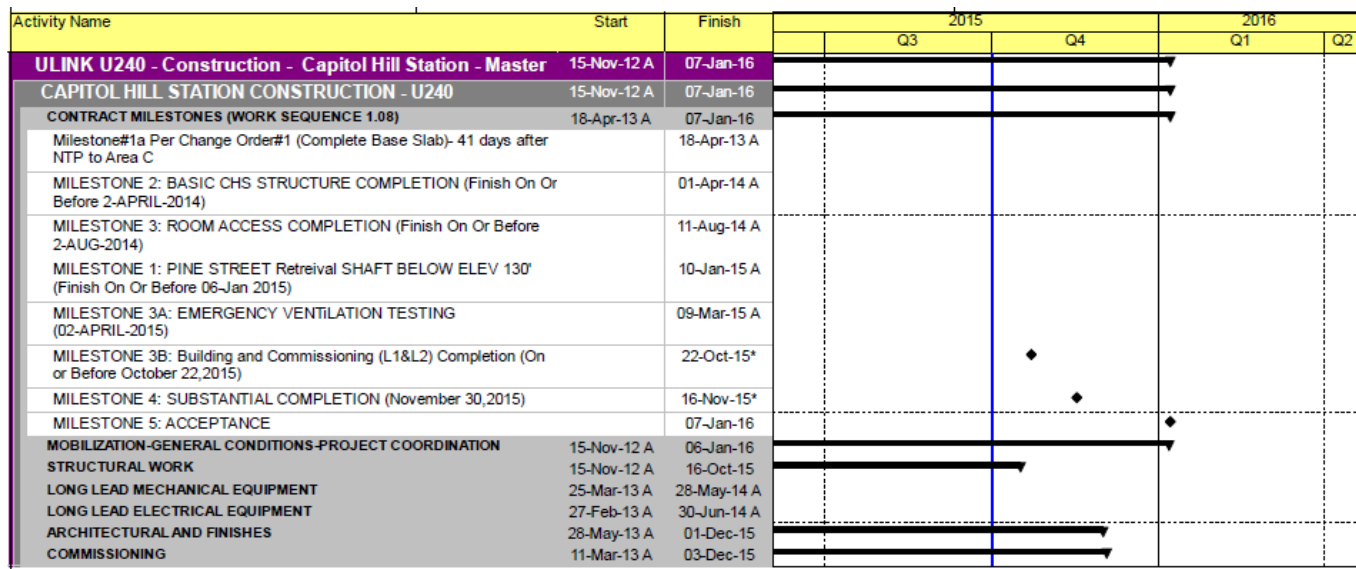 Activity Name Start Finish 2015 2016
Q3 Q4 Q1 Q2
ULINK U240 - Construction - Capitol Hill Station - Master 15-Nov-12 A 07-Jan-16
CAPITOL HILL STATION CONSTRUCTION - U240 15-Nov-12 A 07-Jan-16
CONTRACT MILESTONES (WORK SEQUENCE 1.08) 18-Apr-13 A 07-Jan-16
Milestone#1a Per Change Order#1 (Complete Base Slab)- 41 days after 18-Apr-13 A
NTP to Area C
MILESTONE 2: BASIC CHS STRUCTURE COMPLETION (Finish On Or 01-Apr-14 A
Before 2-APRIL-2014)
MILESTONE 3: ROOM ACCESS COMPLETION (Finish On Or Before 11-Aug-14 A
2-AUG-2014)
MILESTONE 1: PINE STREET Retreival SHAFT BELOW ELEV 130' 10-Jan-15 A
(Finish On Or Before 06-Jan 2015)
MILESTONE 3A: EMERGENCY VENTILATION TESTING 09-Mar-15 A
(02-APRIL-2015)
MILESTONE 3B: Building and Commissioning (L1&L2) Completion (On 22-Oct-15*
or Before October 22,2015)
MILESTONE 4: SUBSTANTIAL COMPLETION (November 30,2015) 16-Nov-15*
MILESTONE 5: ACCEPTANCE 07-Jan-16
MOBILIZATION-GENERAL CONDITIONS-PROJECT COORDINATION 15-Nov-12 A 06-Jan-16
STRUCTURAL WORK 15-Nov-12 A 16-Oct-15
LONG LEAD MECHANICAL EQUIPMENT 25-Mar-13 A 28-May-14 A
LONG LEAD ELECTRICAL EQUIPMENT 27-Feb-13 A 30-Jun-14 A
ARCHITECTURAL AND FINISHES 28-May-13 A 01-Dec-15
COMMISSIONING 11-Mar-13 A 03-Dec-15